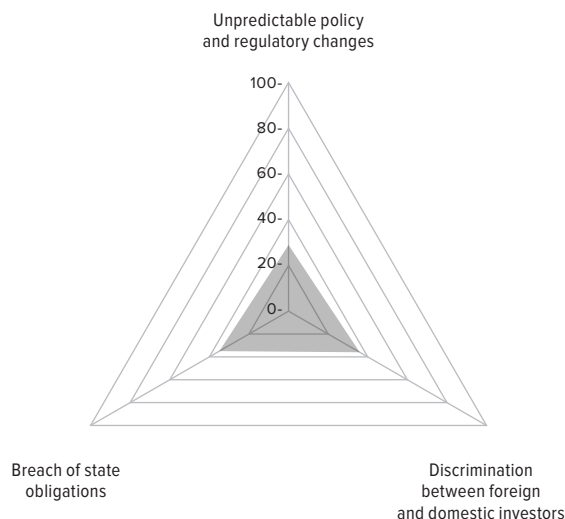 Unpredictable policy
and regulatory changes
100-
80-
60-
40-
20-
0-
Breach of state
obligations
Discrimination
between foreign
and domestic investors